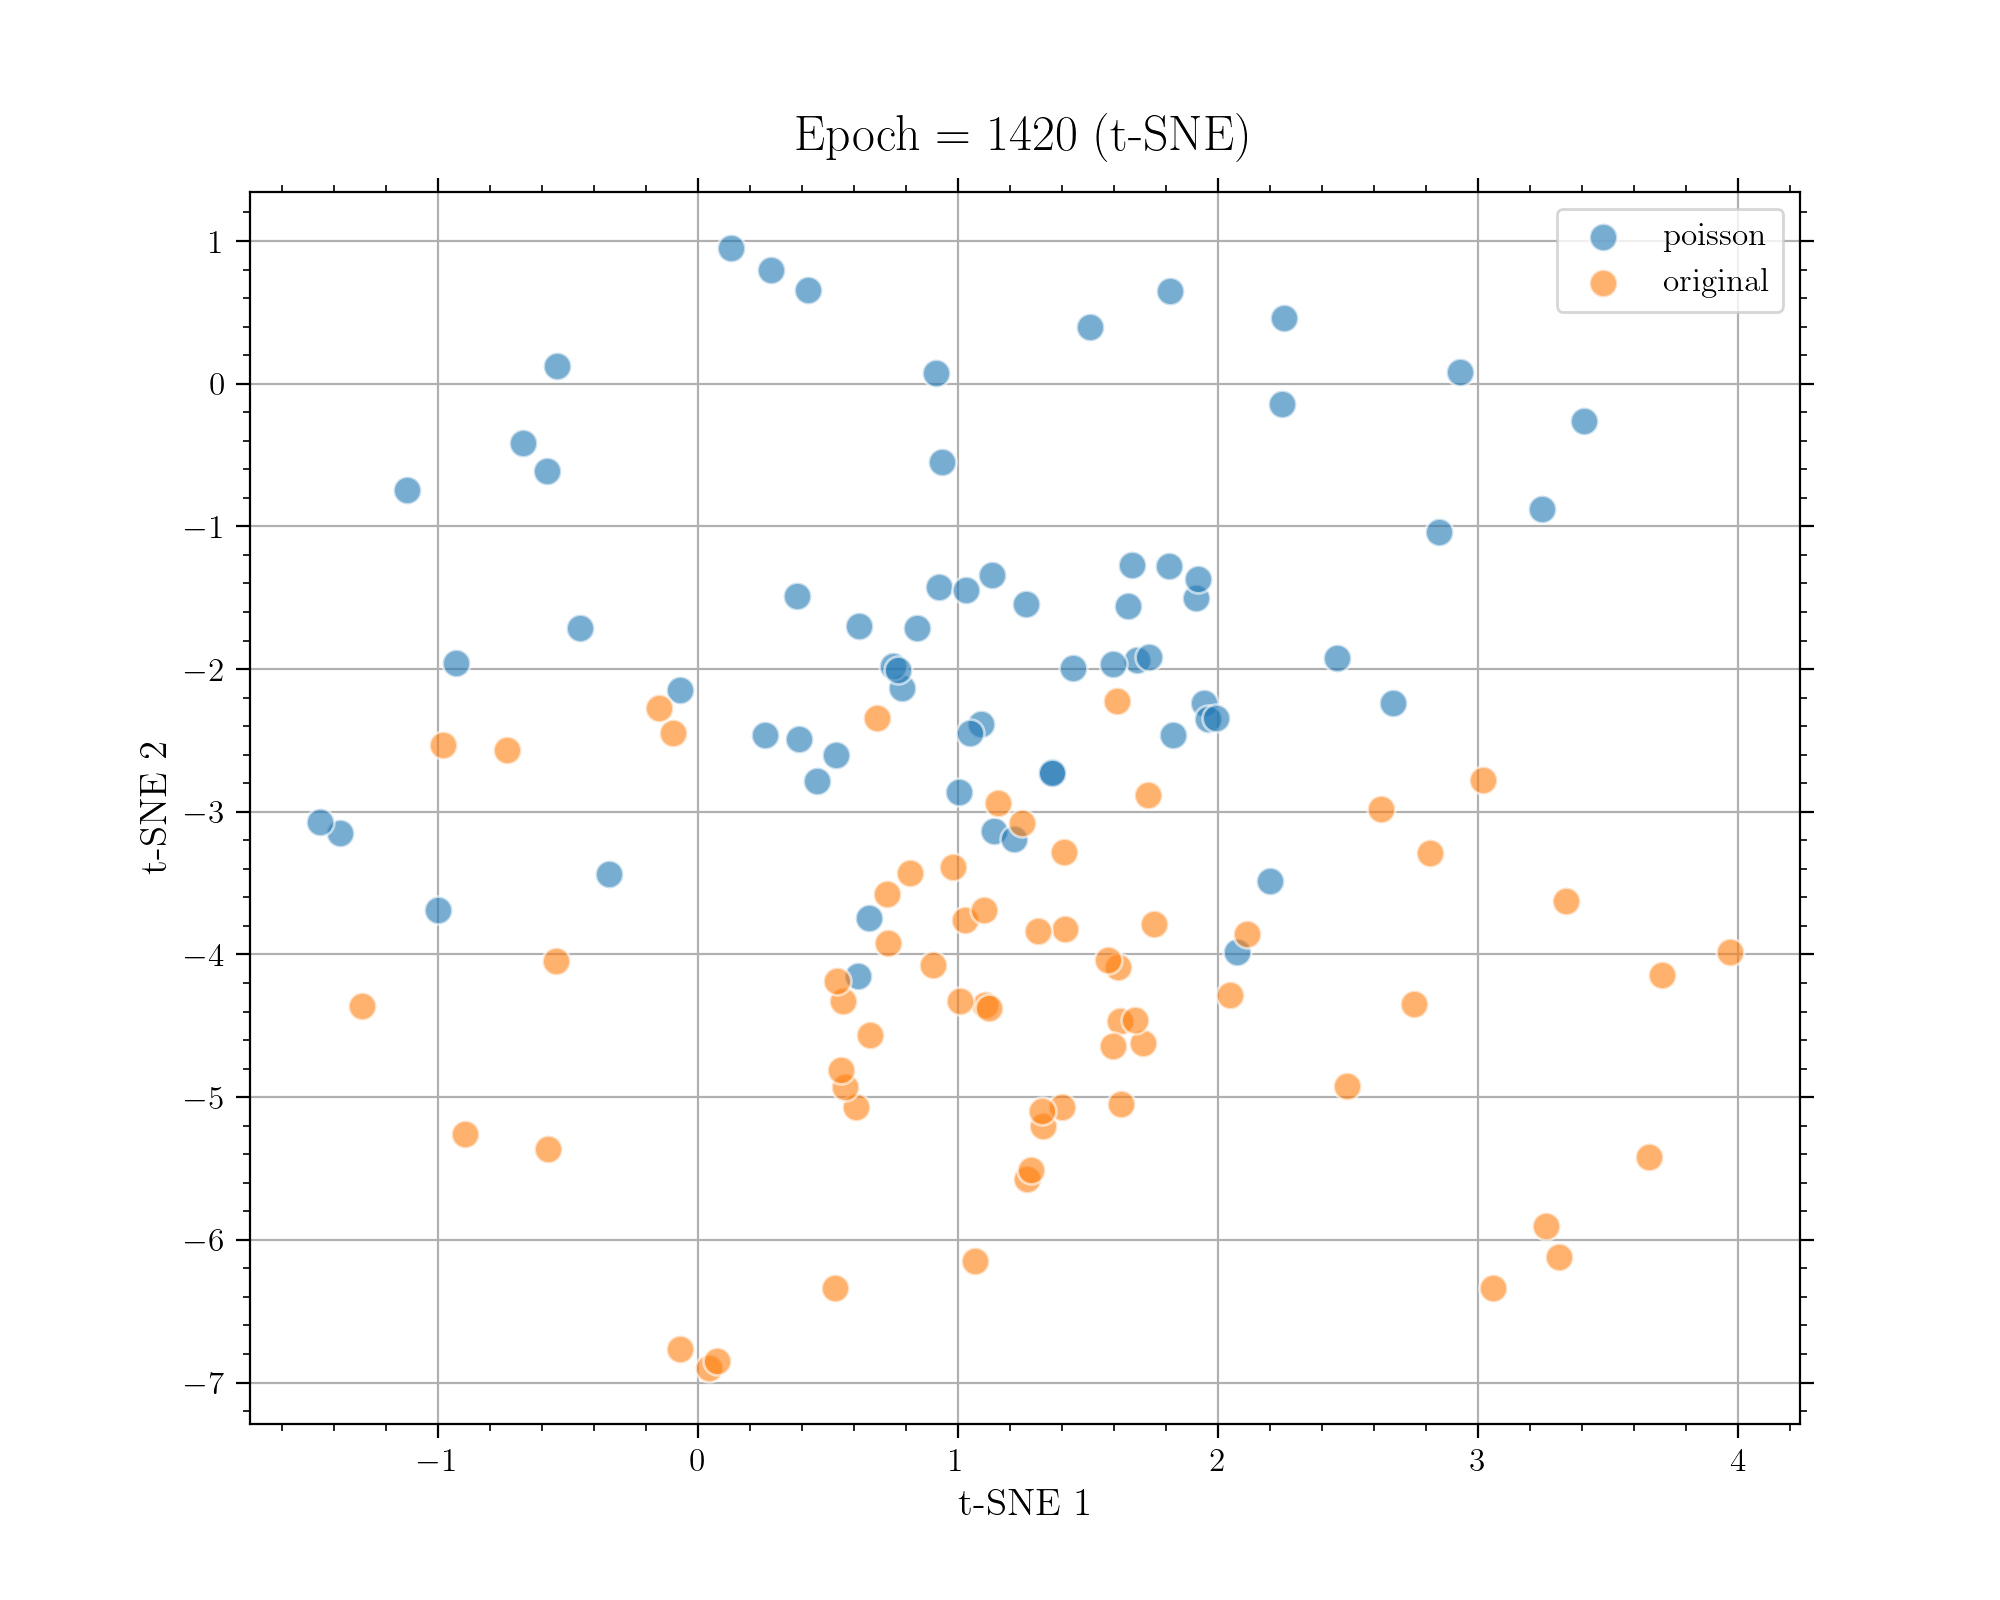 Epoch = 1420 (t-SNE)
poisson
original
1
0
−1
−2
−3
−4
−5
−6
−7
t-SNE 2
−1 0 1 2 3 4
t-SNE 1